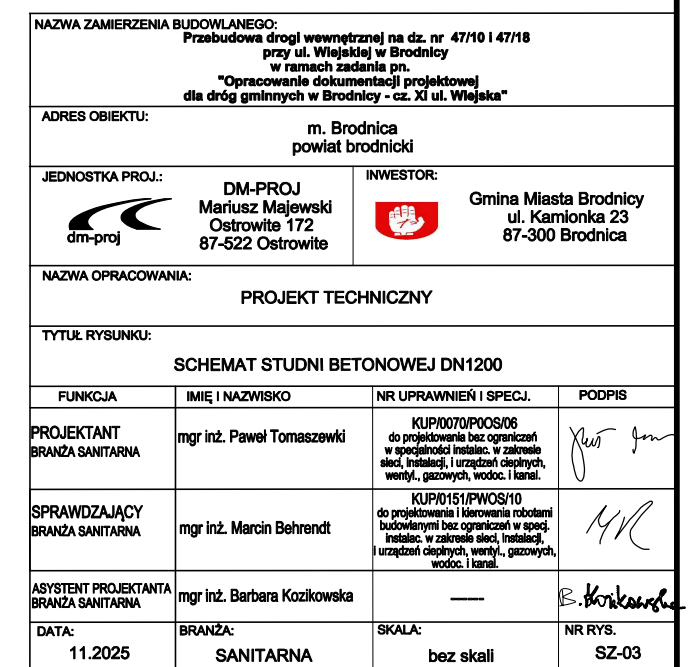 NAZWA ZAMIERZENIA BUDOWLANEGO:
Przebudowa drogi wewnętrznej na dz. nr 47/10 i 47/18
przy ul. Wiejskiej w Brodnicy
w ramach zadania pn.
"Opracowanie dokumentacji projektowej
dla dróg gminnych w Brodnicy - cz. XI ul. Wiejska"
ADRES OBIEKTU:
m. Brodnica
powiat brodnicki
JEDNOSTKA PROJ.:
dm-proj
DM-PROJ
Mariusz Majewski
Ostrowite 172
87-522 Ostrowite
INWESTOR:
Gmina Miasta Brodnicy
ul. Kamionka 23
87-300 Brodnica
NAZWA OPRACOWANIA:
PROJEKT TECHNICZNY
TYTUŁ RYSUNKU:
SCHEMAT STUDNI BETONOWEJ DN1200
FUNKCJA IMIĘ I NAZWISKO NR UPRAWNIEŃ I SPECJ. PODPIS
PROJEKTANT
BRANŻA SANITARNA
mgr inż. Paweł Tomaszewki
KUP/0070/P0OS/06
do projektowania bez ograniczeń
w specjalności instalac. w zakresie
sieci, instalacji, i urządzeń cieplnych,
wentyl., gazowych, wodoc. i kanal.
SPRAWDZAJĄCY
BRANŻA SANITARNA
mgr inż. Marcin Behrendt
KUP/0151/PWOS/10
do projektowania i kierowania robotami
budowlanymi bez ograniczeń w specj.
instalac. w zakresie sieci, instalacji,
i urządzeń cieplnych, wentyl., gazowych,
wodoc. i kanal.
MR
ASYSTENT PROJEKTANTA
BRANŻA SANITARNA
mgr inż. Barbara Kozikowska
———
B. Kozikowska
DATA: BRANŻA: SKALA: NR RYS.
11.2025 SANITARNA bez skali SZ-03